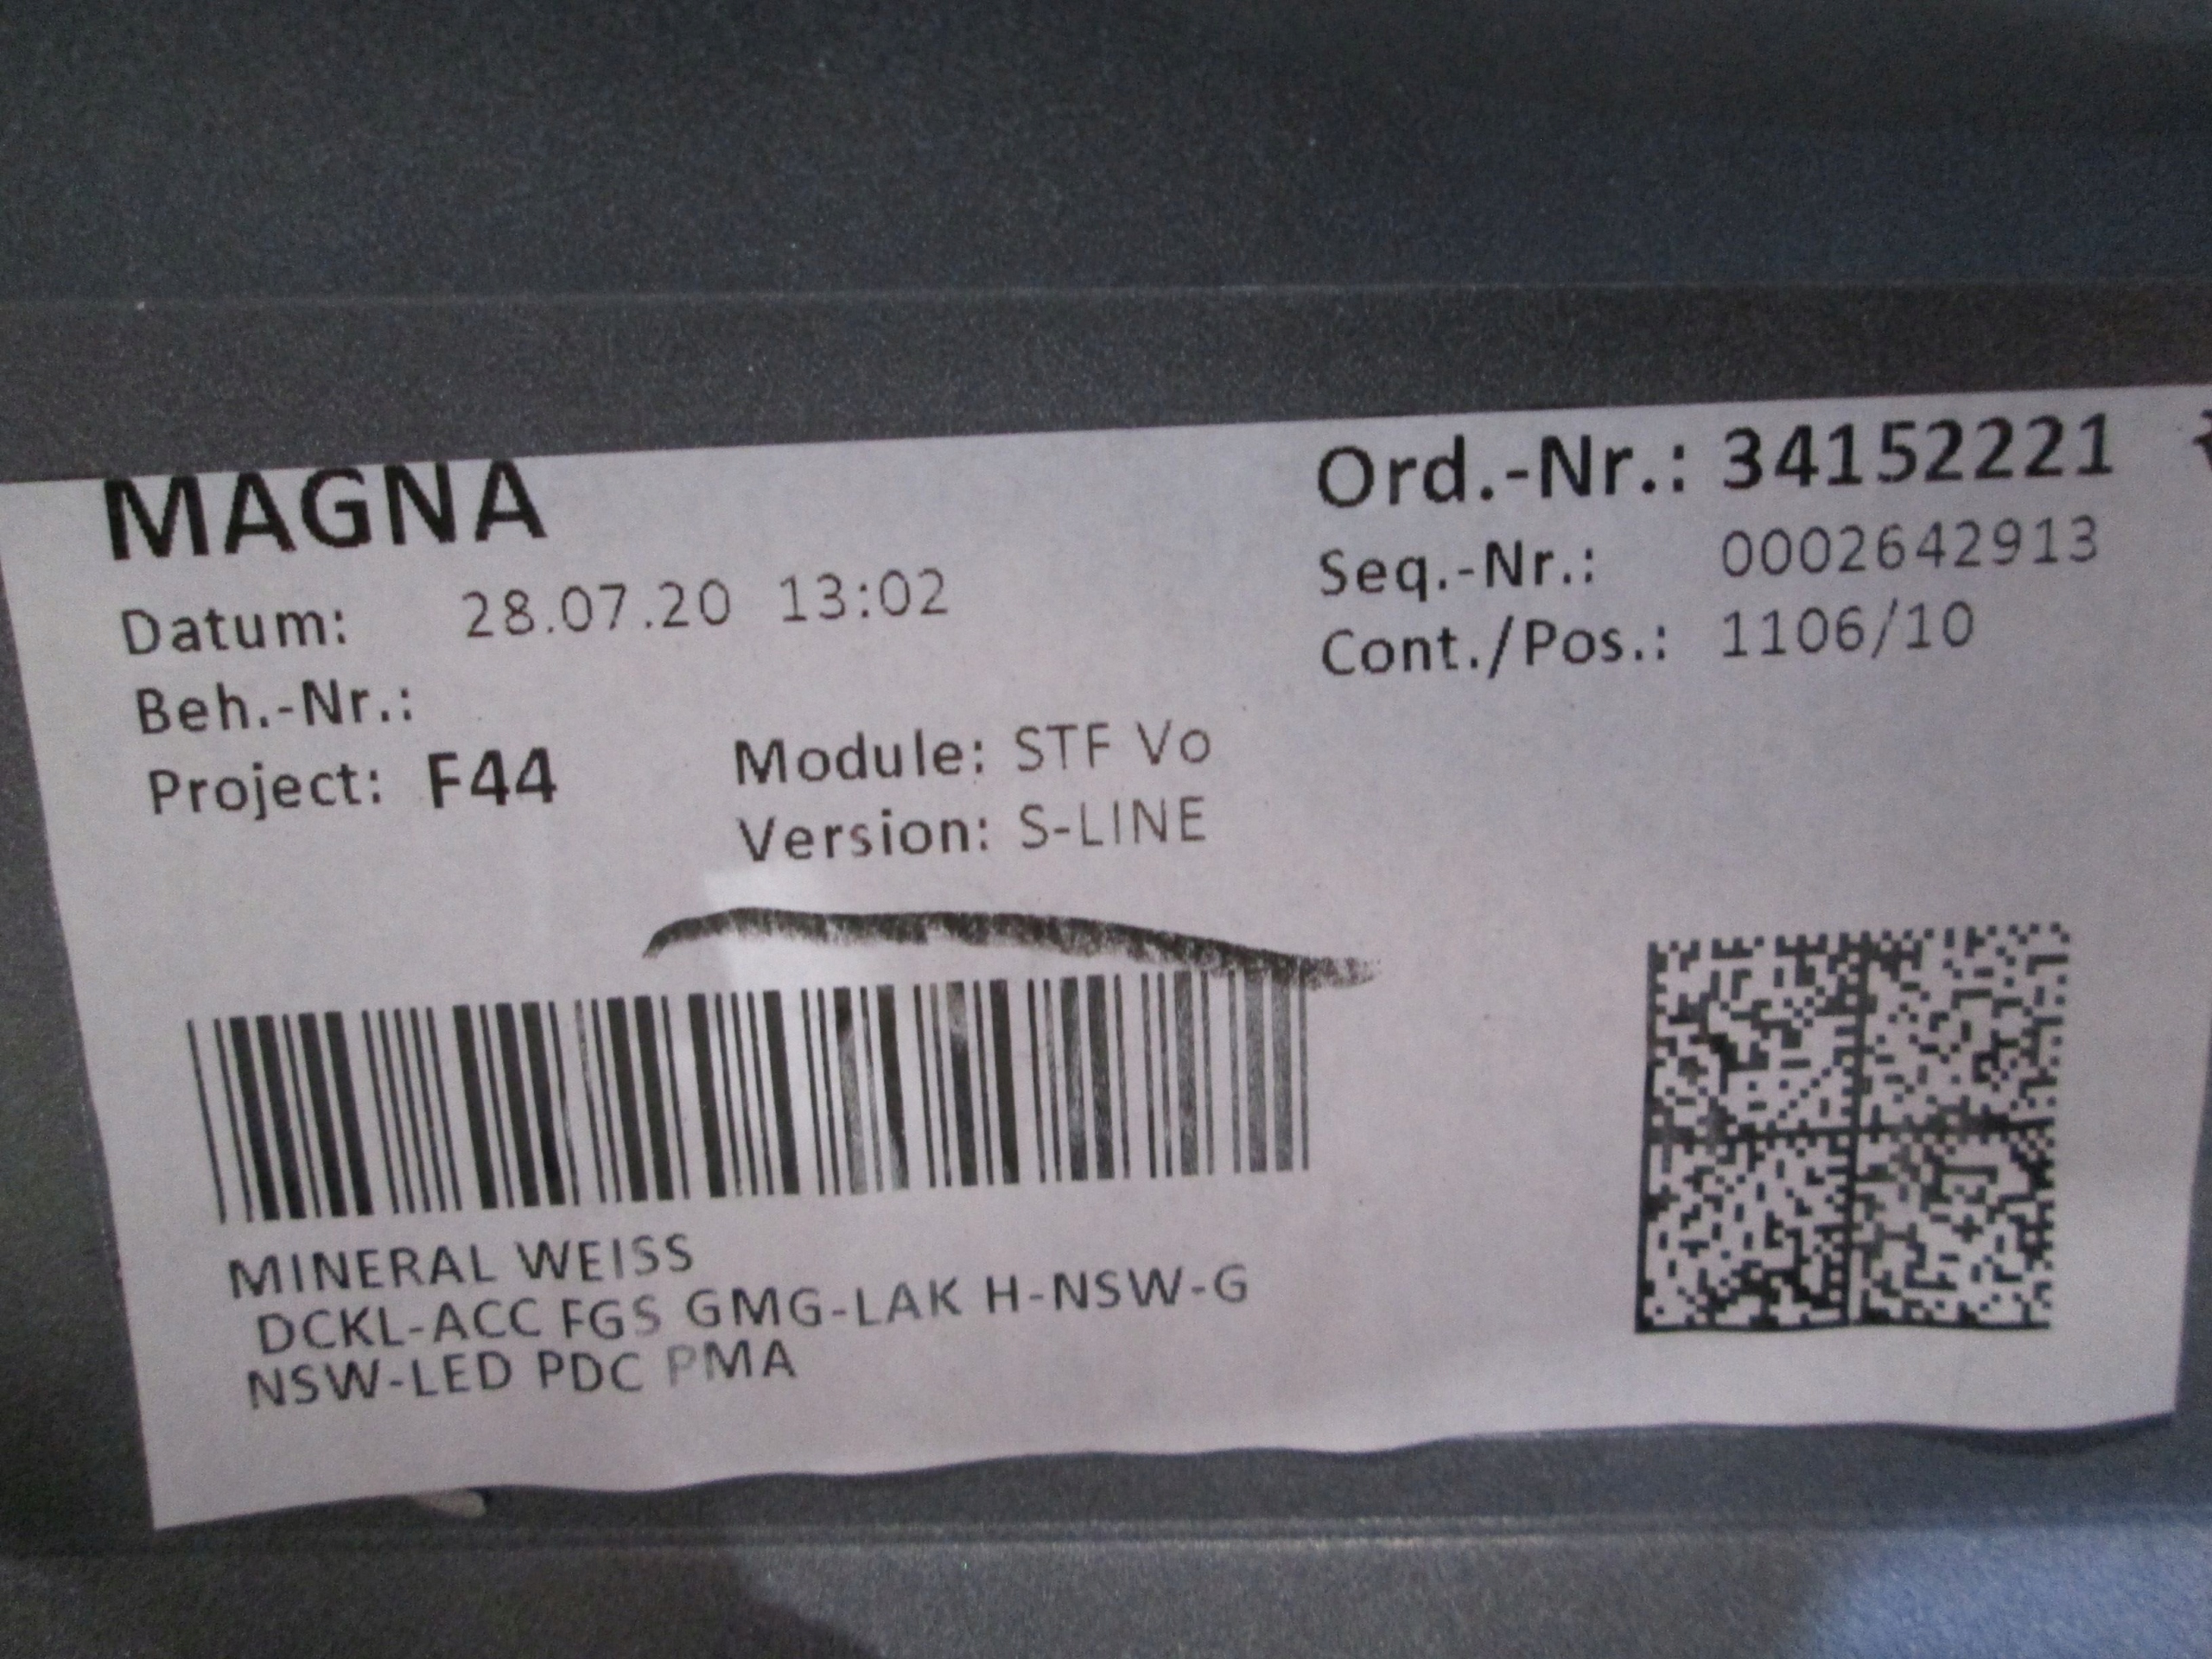 MAGNA
Ord.-Nr.: 34152221
Datum: 28.07.20 13:02
Seq.-Nr.: 0002642913
Beh.-Nr.:
Cont./Pos.: 1106/10
Project: F44
Module: STF Vo
Version: S-LINE
MINERAL WEISS
DCKL-ACC FGS GMG-LAK H-NSW-G
NSW-LED PDC PMA